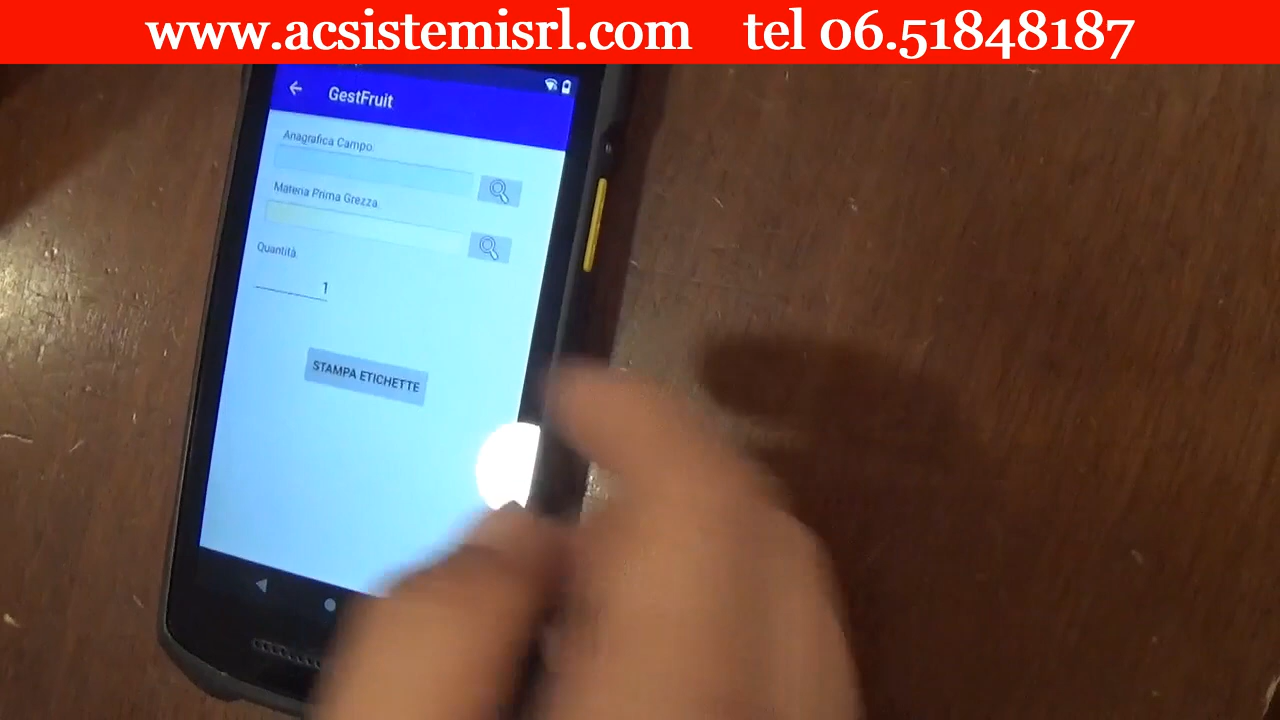 www.acsistemisrl.com tel 06.51848187
GestFruit
Anagrafica Campo.
Materia Prima Grezza.
Quantità.
1
STAMPA ETICHETTE